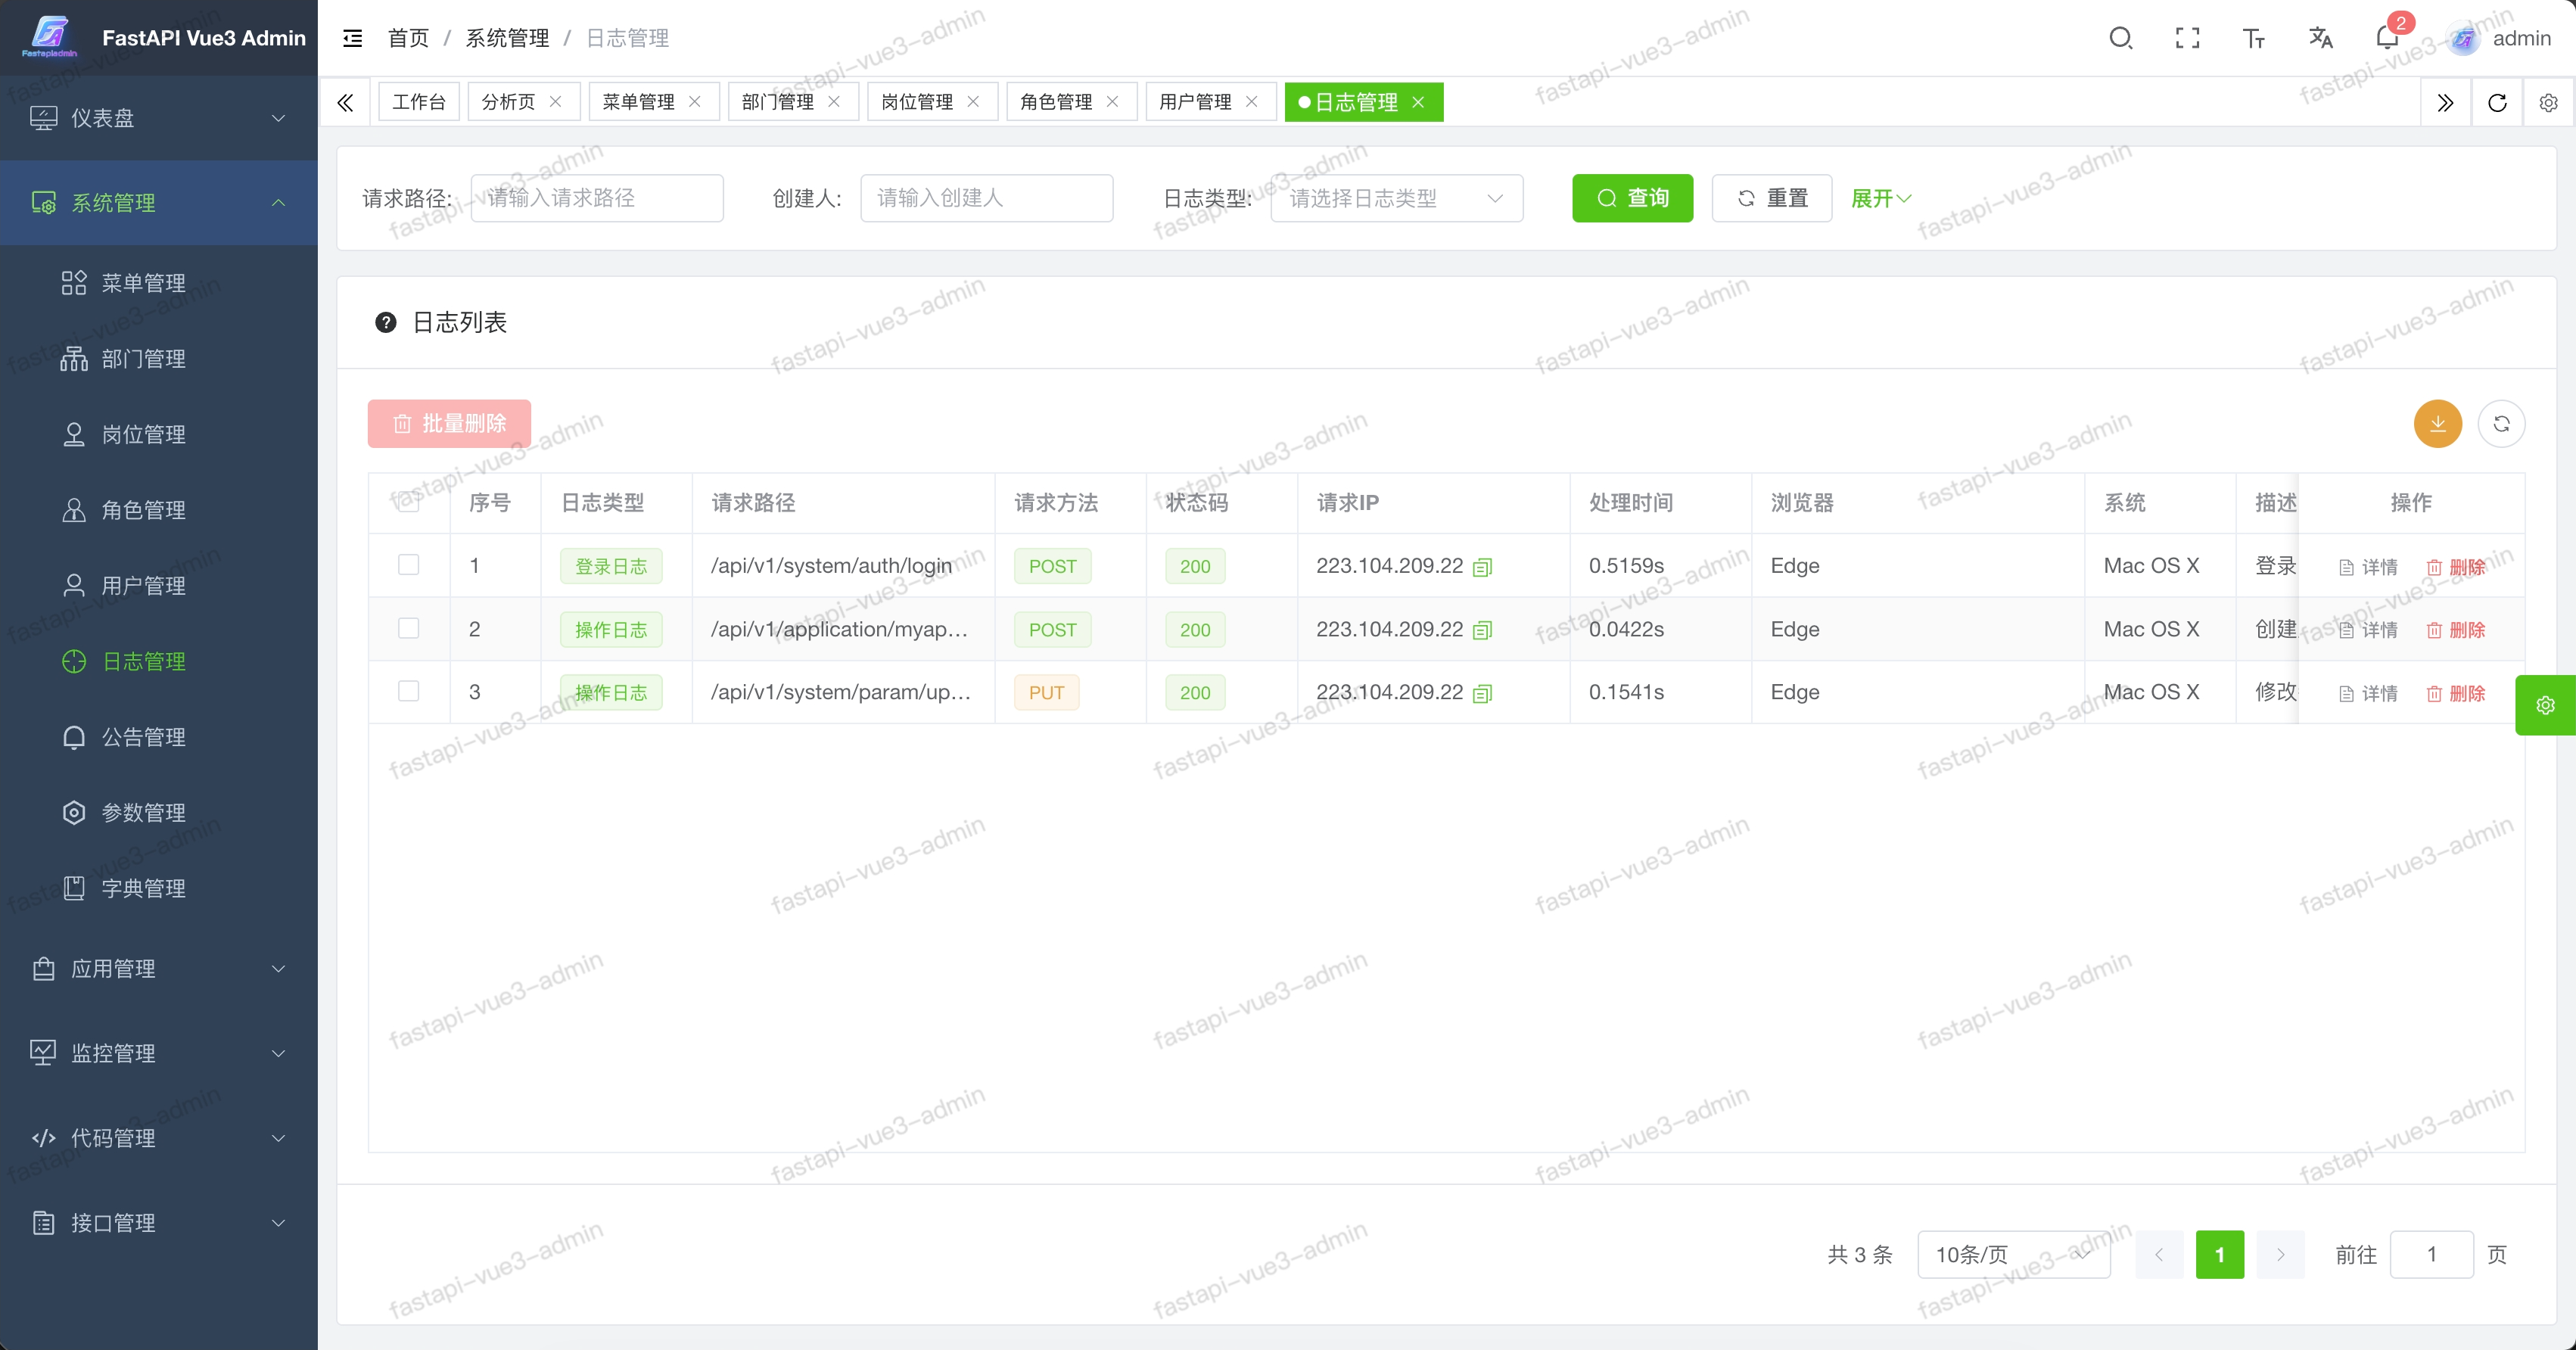 Fastapiadmin
FastAPI Vue3 Admin
首页 / 系统管理 / 日志管理
2
admin
工作台
分析页
菜单管理
部门管理
岗位管理
角色管理
用户管理
日志管理
仪表盘
系统管理
菜单管理
部门管理
岗位管理
角色管理
用户管理
日志管理
公告管理
参数管理
字典管理
应用管理
监控管理
代码管理
接口管理
请求路径: 请输入请求路径
创建人: 请输入创建人
日志类型: 请选择日志类型
查询
重置
展开
日志列表
批量删除
序号 日志类型 请求路径 请求方法 状态码 请求IP 处理时间 浏览器 系统 描述 操作
1 登录日志 /api/v1/system/auth/login POST 200 223.104.209.22 0.5159s Edge Mac OS X 登录 详情 删除
2 操作日志 /api/v1/application/myap... POST 200 223.104.209.22 0.0422s Edge Mac OS X 创建 详情 删除
3 操作日志 /api/v1/system/param/up... PUT 200 223.104.209.22 0.1541s Edge Mac OS X 修改 详情 删除
共 3 条 10条/页 1 前往 1 页
fastapi-vue3-admin